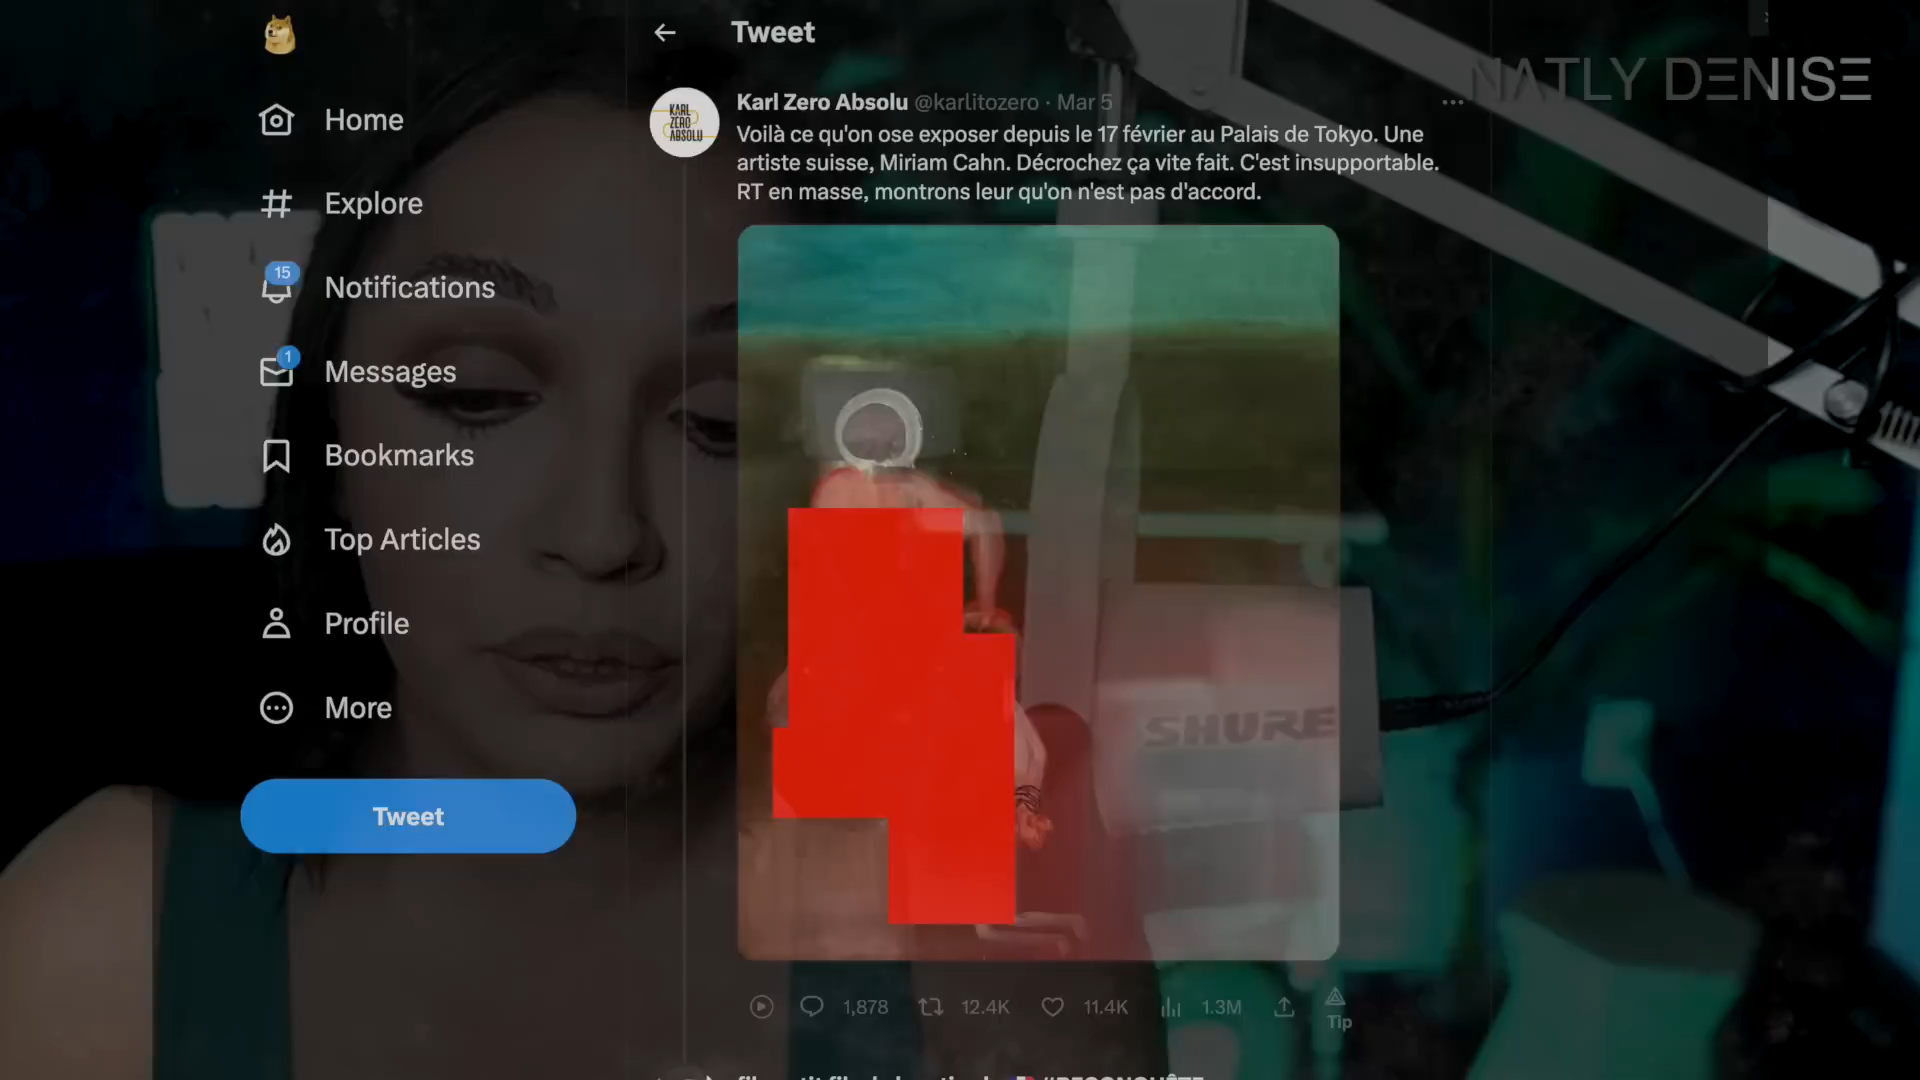 Tweet
NATLY DENISE
Karl Zero Absolu @karlitozero · Mar 5
KARL ZERO ABSOLU
Voilà ce qu'on ose exposer depuis le 17 février au Palais de Tokyo. Une
artiste suisse, Miriam Cahn. Décrochez ça vite fait. C'est insupportable.
RT en masse, montrons leur qu'on n'est pas d'accord.
Home
Explore
15
Notifications
1
Messages
Bookmarks
Top Articles
Profile
More
Tweet
SHURE
1,878 12.4K 11.4K 1.3M
Tip